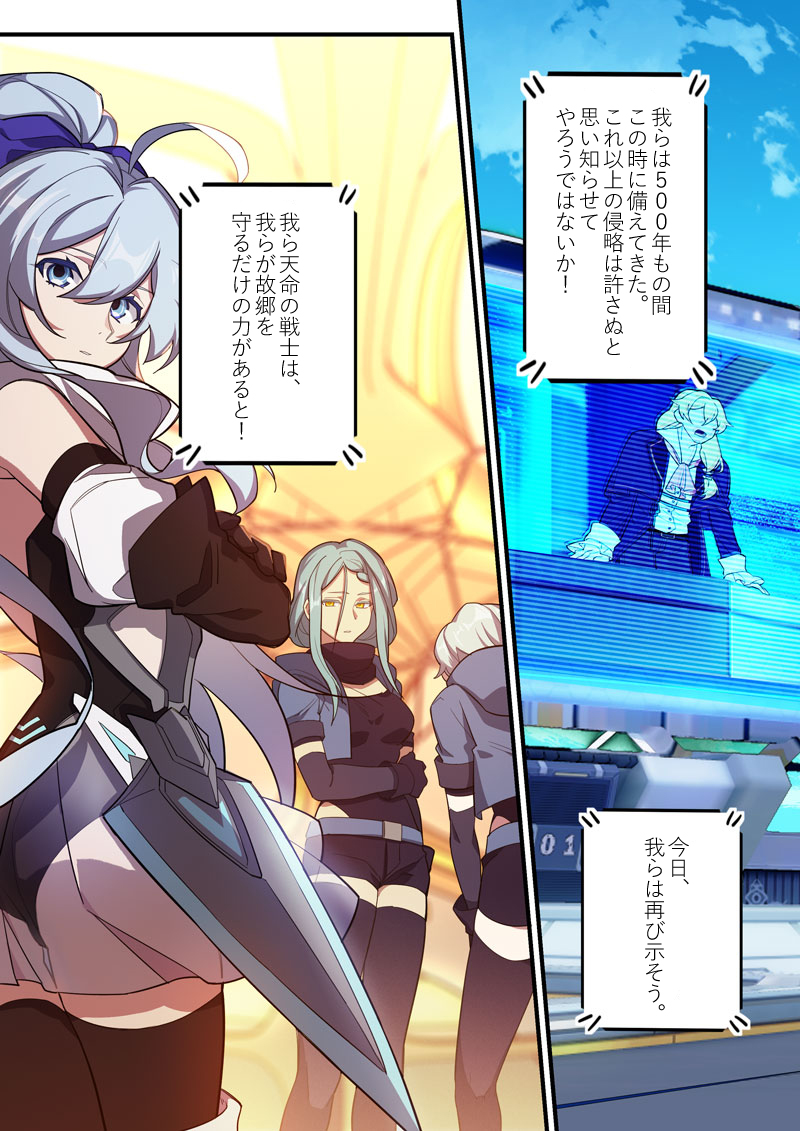 我らは５００年もの間
この時に備えてきた。
これ以上の侵略は許さぬと
思い知らせて
やろうではないか！
今日、
我らは再び示そう。
我ら天命の戦士は、
我らが故郷を
守るだけの力があると！
01